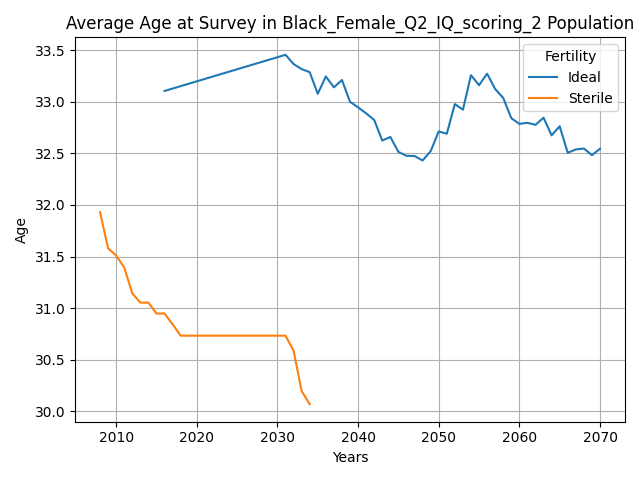 Average Age at Survey in Black_Female_Q2_IQ_scoring_2 Population
Fertility
Ideal
Sterile
33.5
33.0
32.5
32.0
31.5
31.0
30.5
30.0
Age
2010 2020 2030 2040 2050 2060 2070
Years